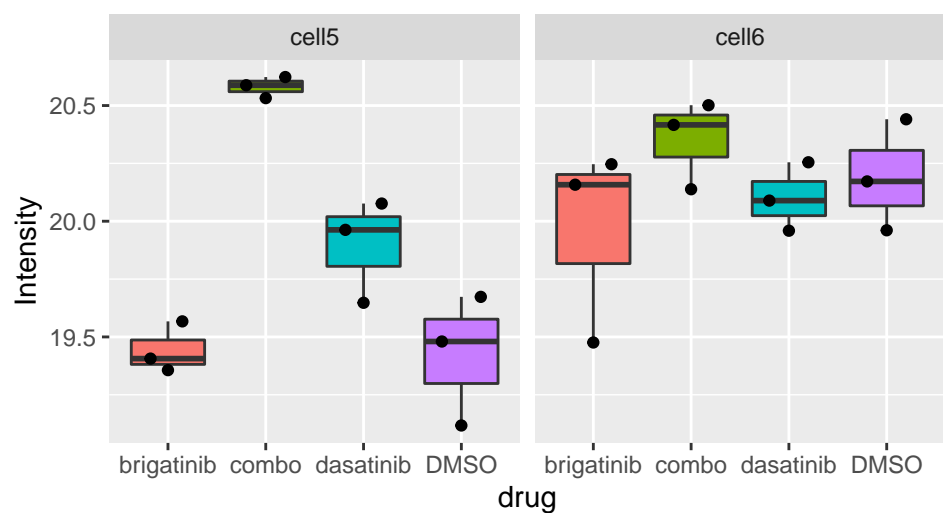 cell5 cell6
Intensity
20.5
20.0
19.5
brigatinib combo dasatinib DMSO brigatinib combo dasatinib DMSO
drug